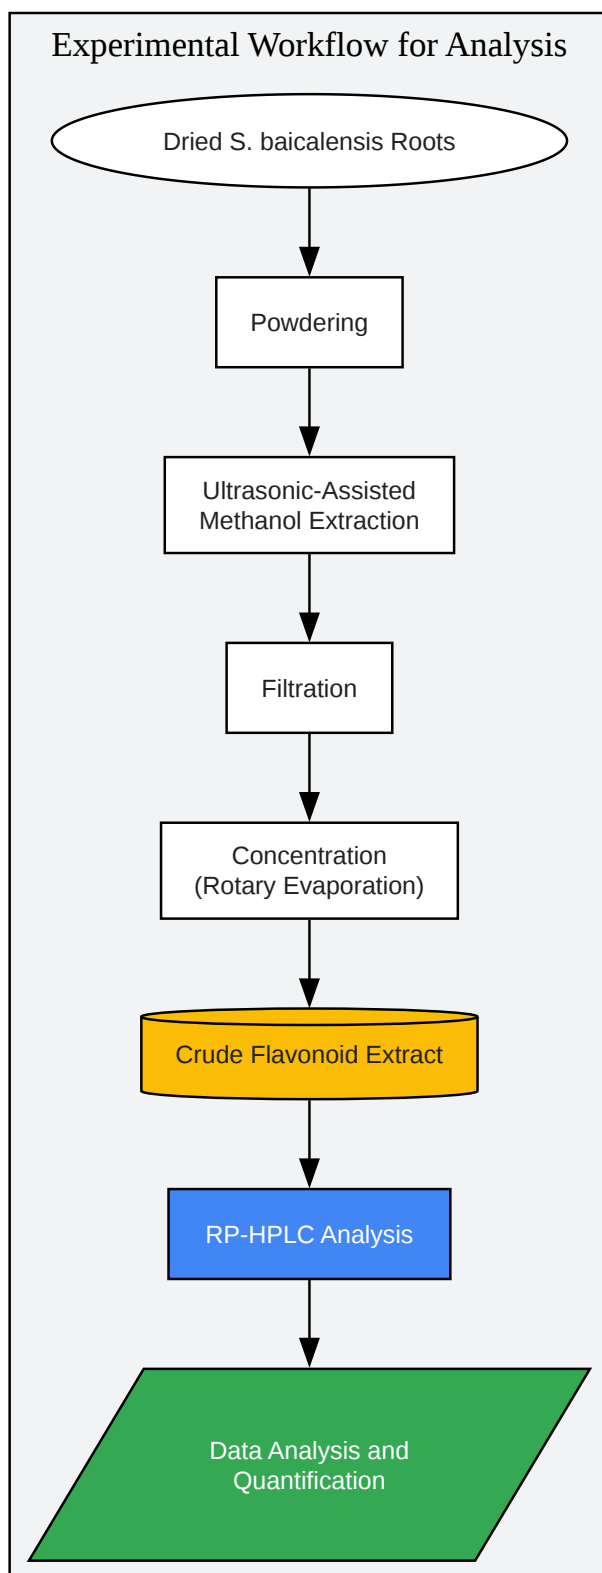 Experimental Workflow for Analysis
Dried S. baicalensis Roots
Powdering
Ultrasonic-Assisted
Methanol Extraction
Filtration
Concentration
(Rotary Evaporation)
Crude Flavonoid Extract
RP-HPLC Analysis
Data Analysis and
Quantification